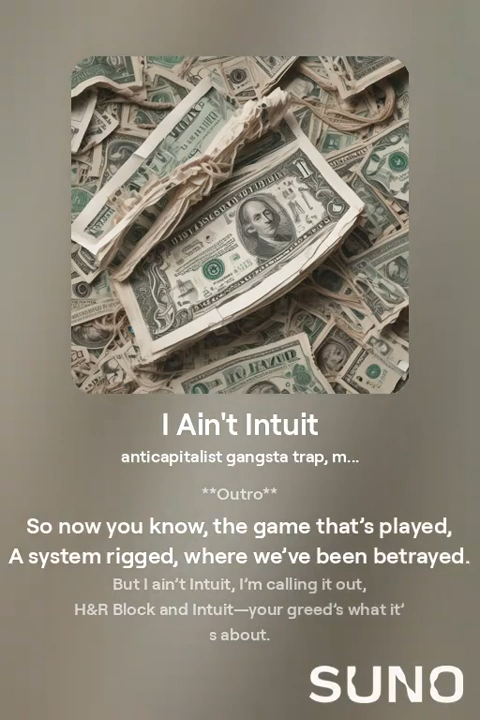 I Ain't Intuit
anticapitalist gangsta trap, m...
**Outro**
So now you know, the game that's played,
A system rigged, where we've been betrayed.
But I ain't Intuit, I'm calling it out,
H&R Block and Intuit—your greed's what it'
s about.
SUNO